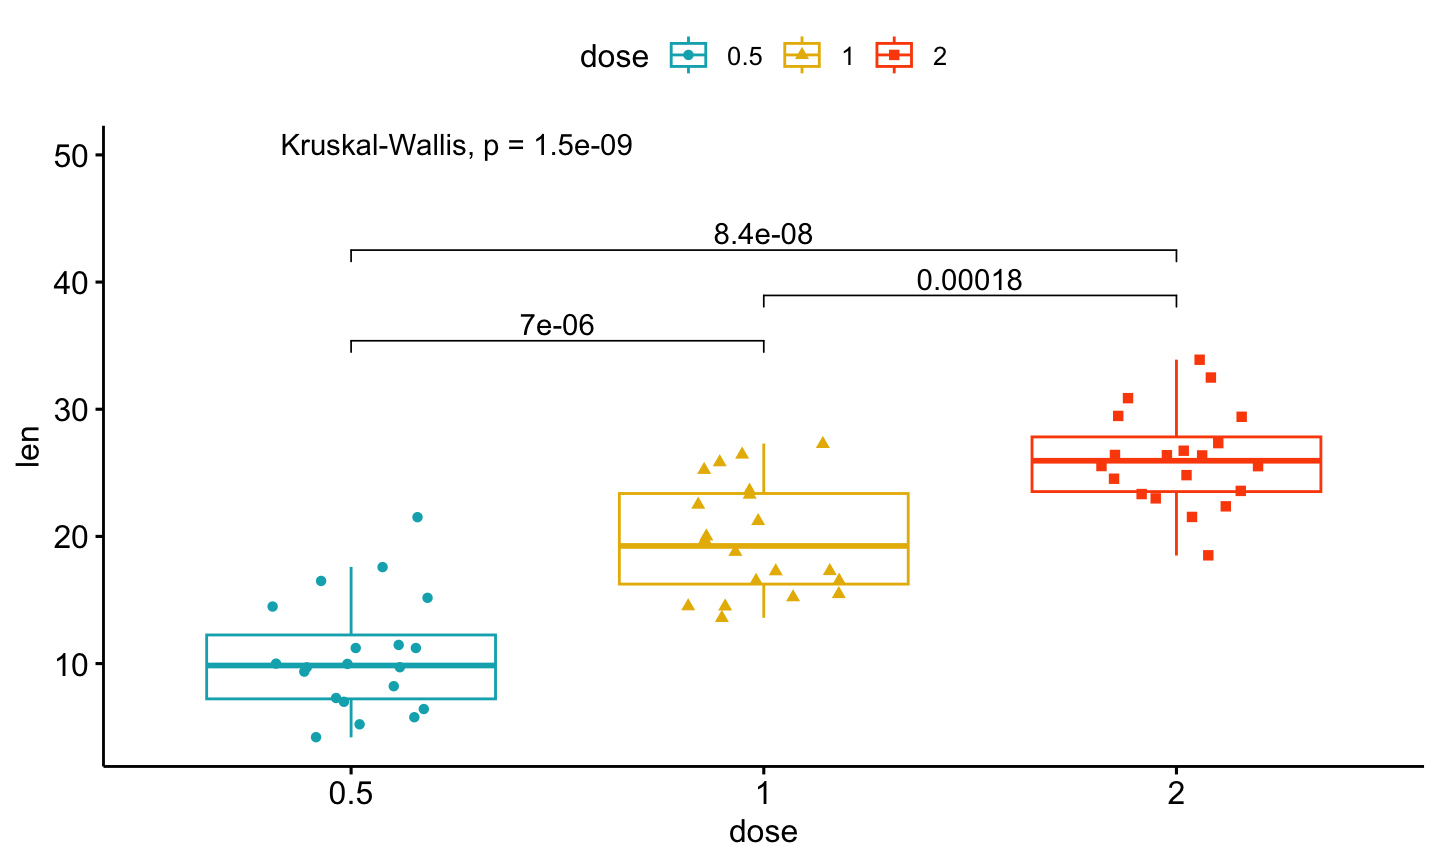 dose 0.5 1 2
Kruskal-Wallis, p = 1.5e-09
50
8.4e-08
40
0.00018
7e-06
30
len
20
10
0.5 1 2
dose